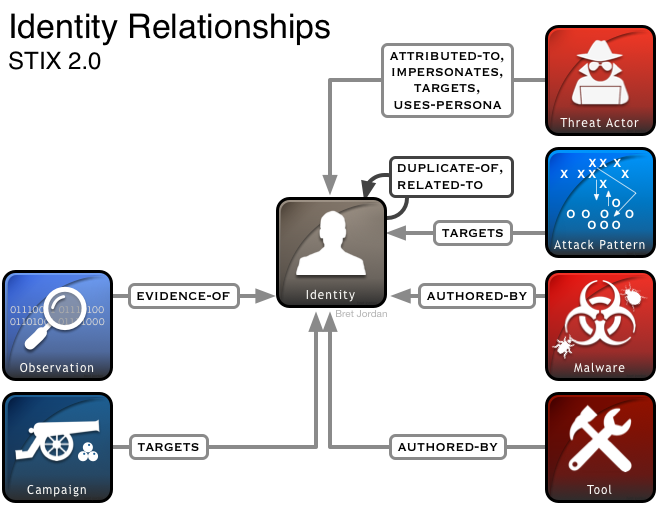 Identity Relationships
STIX 2.0
ATTRIBUTED-TO,
IMPERSONATES,
TARGETS,
USES-PERSONA
Threat Actor
DUPLICATE-OF,
RELATED-TO
X X X
X X X X
X
O
O O O O
O O O
TARGETS
Attack Pattern
Identity
Bret Jordan
EVIDENCE-OF
AUTHORED-BY
Observation
Malware
TARGETS
AUTHORED-BY
Campaign
Tool